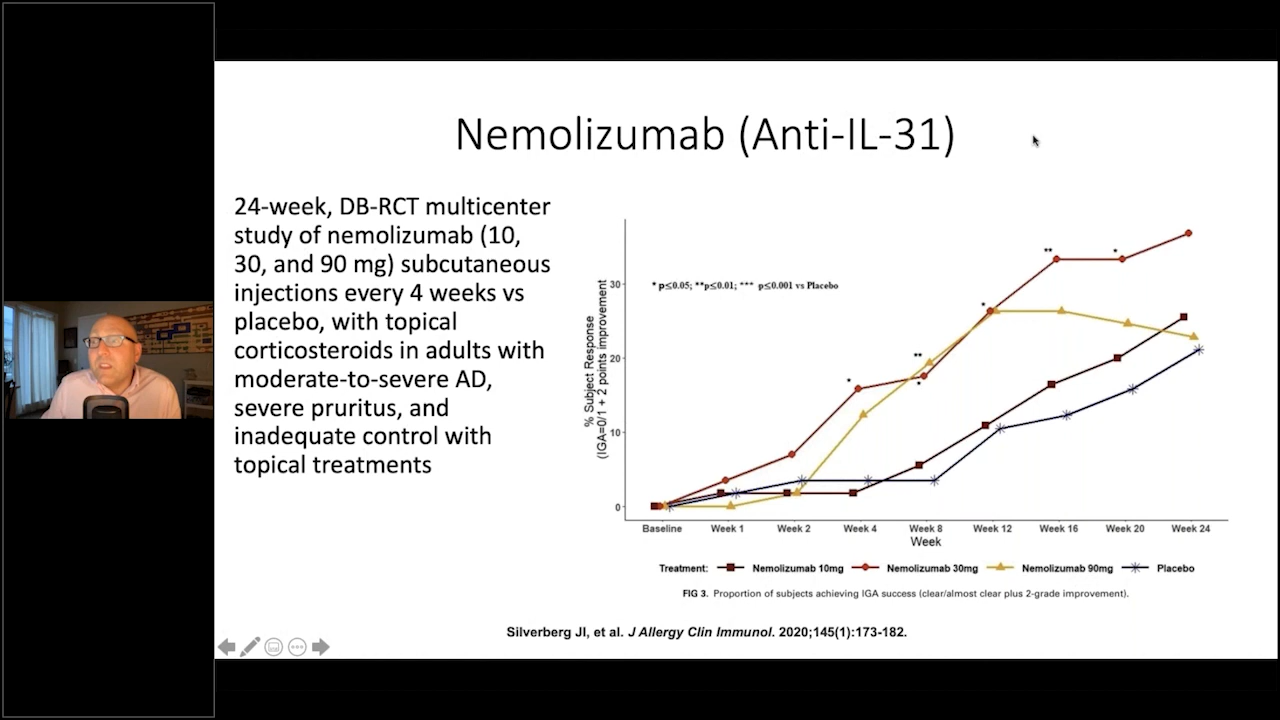 Nemolizumab (Anti-IL-31)
24-week, DB-RCT multicenter
study of nemolizumab (10,
30, and 90 mg) subcutaneous
injections every 4 weeks vs
placebo, with topical
corticosteroids in adults with
moderate-to-severe AD,
severe pruritus, and
inadequate control with
topical treatments
% Subject Response
(IGA=0/1 + 2 points improvement
* p≤0.05; **p≤0.01; *** p≤0.001 vs Placebo
30
20
10
0
*
**
*
*
**
*
Baseline Week 1 Week 2 Week 4 Week 8 Week 12 Week 16 Week 20 Week 24
Week
Treatment: Nemolizumab 10mg Nemolizumab 30mg Nemolizumab 90mg Placebo
FIG 3. Proportion of subjects achieving IGA success (clear/almost clear plus 2-grade improvement).
Silverberg JI, et al. J Allergy Clin Immunol. 2020;145(1):173-182.